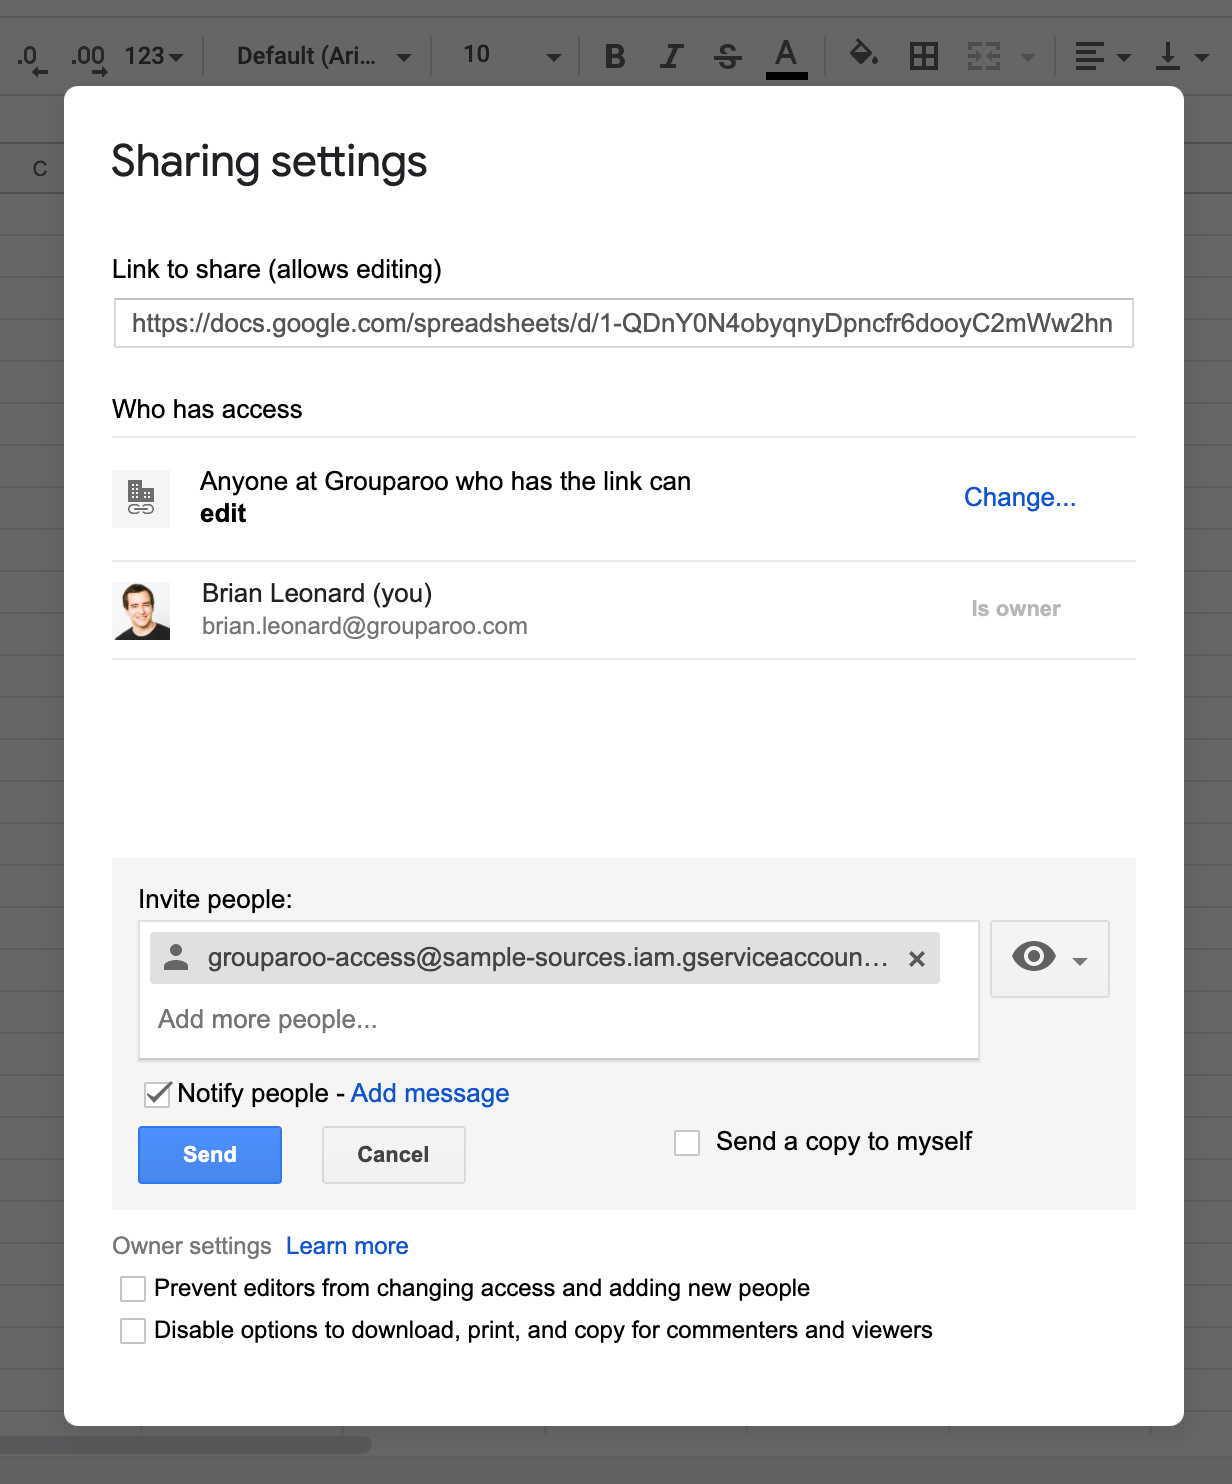 .0 .00 123 Default (Ari... 10 B I S A
C
Sharing settings
Link to share (allows editing)
https://docs.google.com/spreadsheets/d/1-QDnY0N4obyqnyDpncfr6dooyC2mWw2hn
Who has access
Anyone at Grouparoo who has the link can
edit
Change...
Brian Leonard (you)
brian.leonard@grouparoo.com
Is owner
Invite people:
grouparoo-access@sample-sources.iam.gserviceaccoun... ×
Add more people...
Notify people - Add message
Send Cancel
Send a copy to myself
Owner settings Learn more
Prevent editors from changing access and adding new people
Disable options to download, print, and copy for commenters and viewers